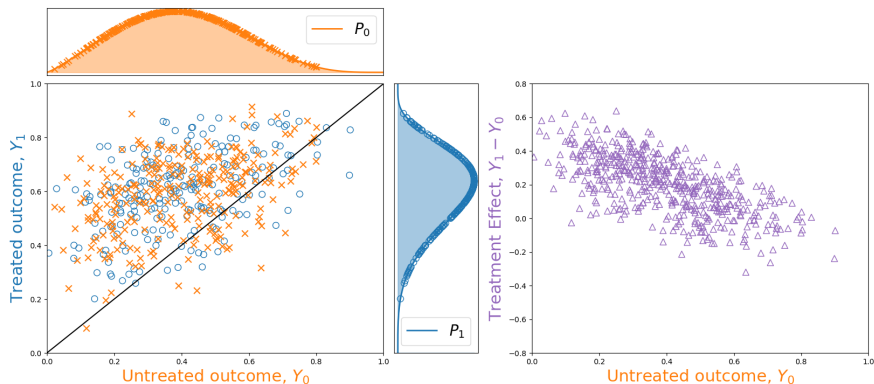 P0
1.0
0.8
0.6
0.4
0.2
0.0
Treated outcome, Y1
0.0 0.2 0.4 0.6 0.8 1.0
Untreated outcome, Y0
P1
0.8
0.6
0.4
0.2
0.0
−0.2
−0.4
−0.6
−0.8
Treatment Effect, Y1 − Y0
0.0 0.2 0.4 0.6 0.8 1.0
Untreated outcome, Y0